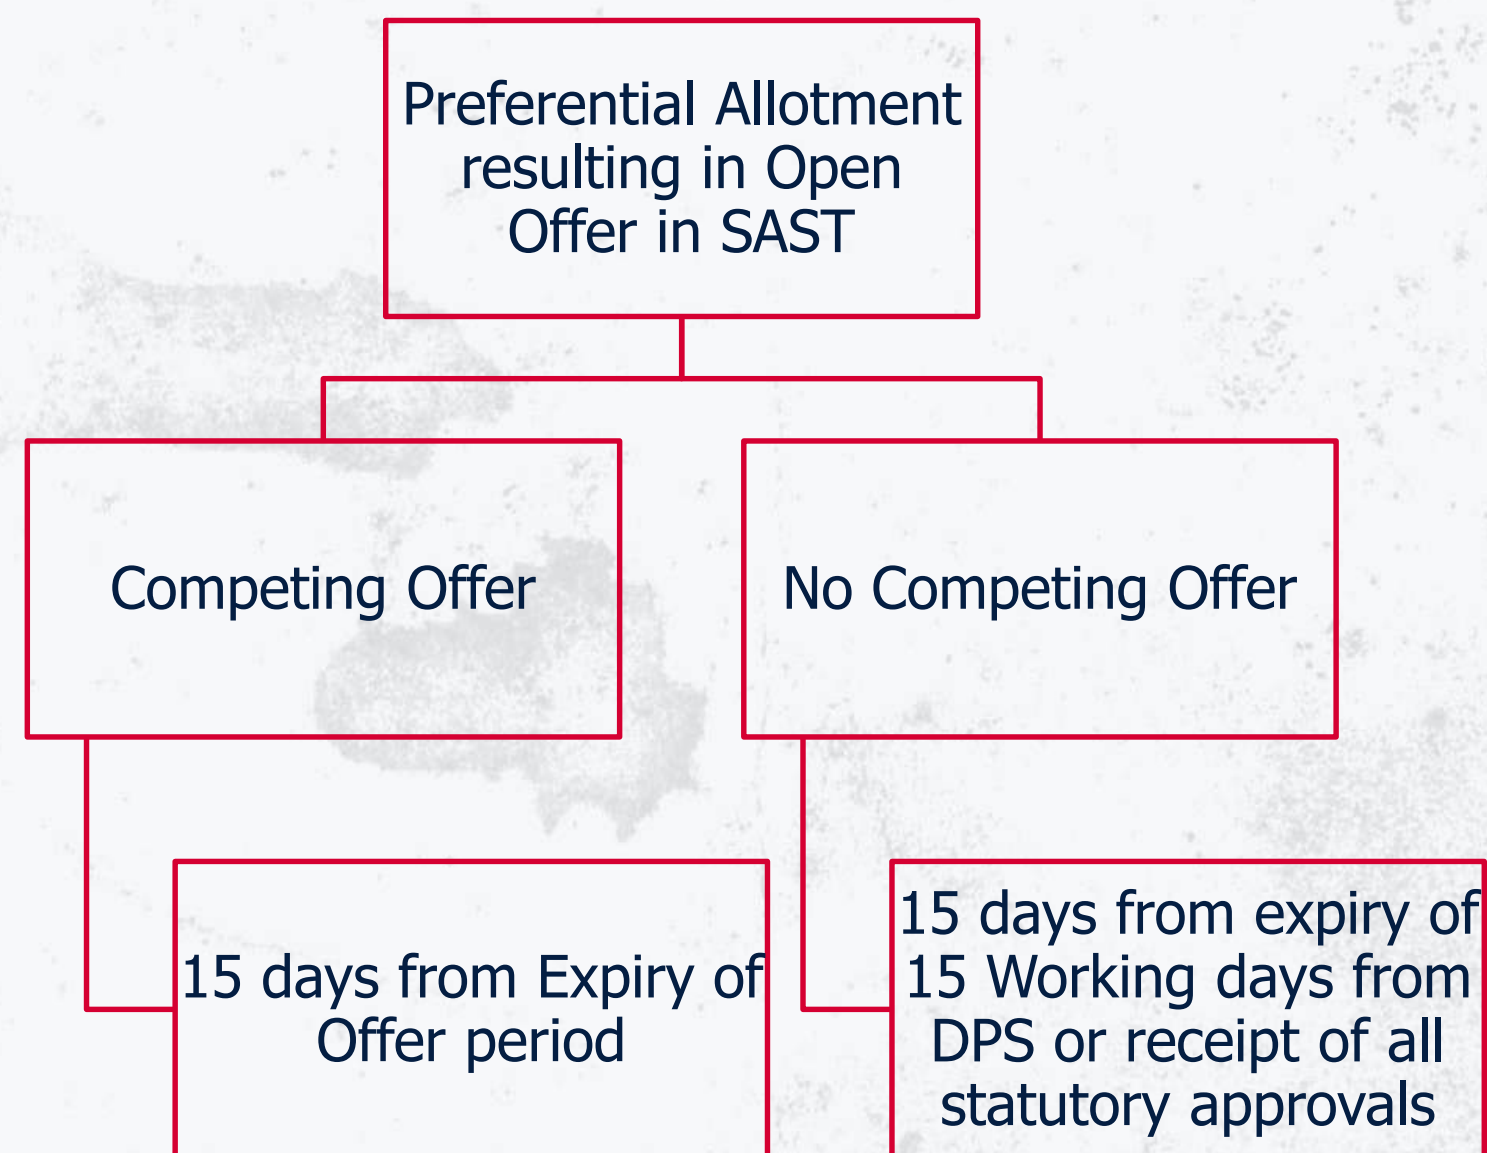 Preferential Allotment
resulting in Open
Offer in SAST
Competing Offer
No Competing Offer
15 days from Expiry of
Offer period
15 days from expiry of
15 Working days from
DPS or receipt of all
statutory approvals